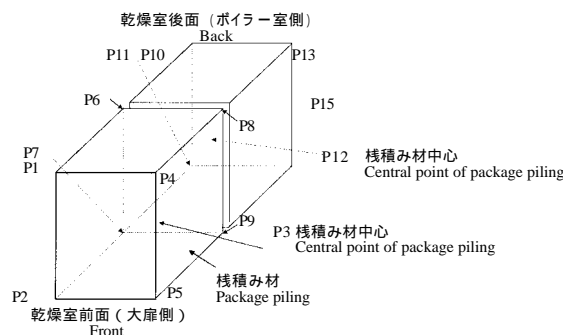 乾燥室後面(ボイラー室側)
Back
P11 P10
P13
P6
P15
P8
P7
P1
P12 桟積み材中心
Central point of package piling
P4
P9
P3 桟積み材中心
Central point of package piling
桟積み材
Package piling
P2
P5
乾燥室前面(大扉側)
Front